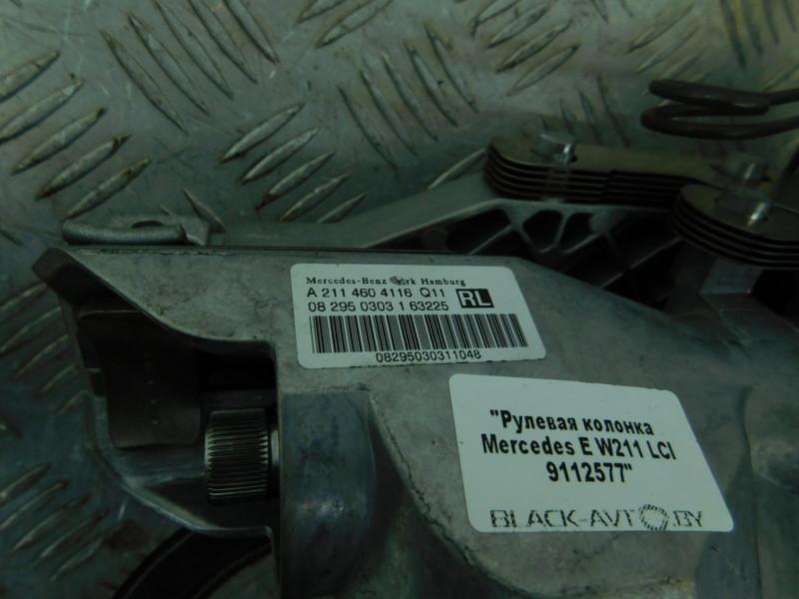 Mercedes-Benz Werk Hamburg
A 211 460 4116 Q11 RL
08 295 0303 1 63225
08295030311048
"Рулевая колонка
Mercedes E W211 LCI
9112577"
BLACK-AVTO.BY